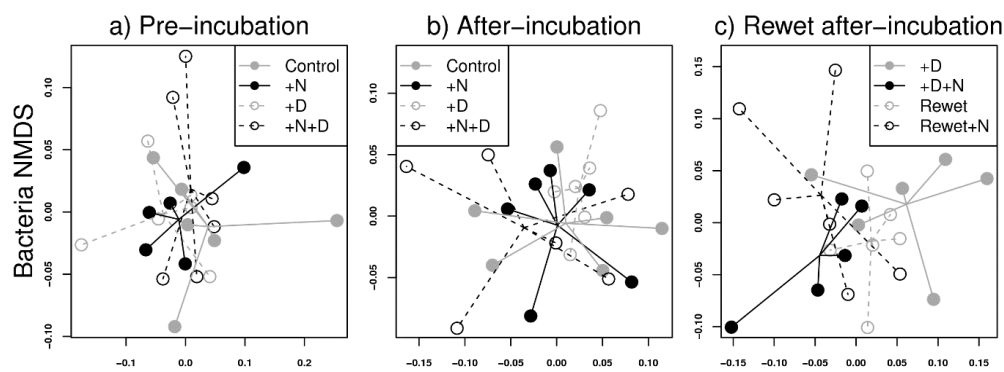 a) Pre−incubation
b) After−incubation
c) Rewet after−incubation
Bacteria NMDS
Control
+N
+D
+N+D
0.10
0.05
0.00
−0.05
−0.10
−0.1
0.0
0.1
0.2
Control
+N
+D
+N+D
0.10
0.05
0.00
−0.05
−0.15
−0.10
−0.05
0.00
0.05
0.10
+D
+D+N
Rewet
Rewet+N
0.15
0.10
0.05
0.00
−0.05
−0.10
−0.15
−0.10
−0.05
0.00
0.05
0.10
0.15